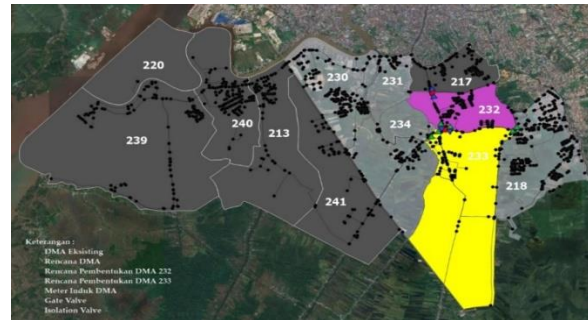 220
230
231
217
232
239
240
213
234
233
218
241
Keterangan :
DMA Eksisting
Rencana DMA
Rencana Pembentukan DMA 232
Rencana Pembentukan DMA 233
Meter Induk DMA
Gate Valve
Isolation Valve